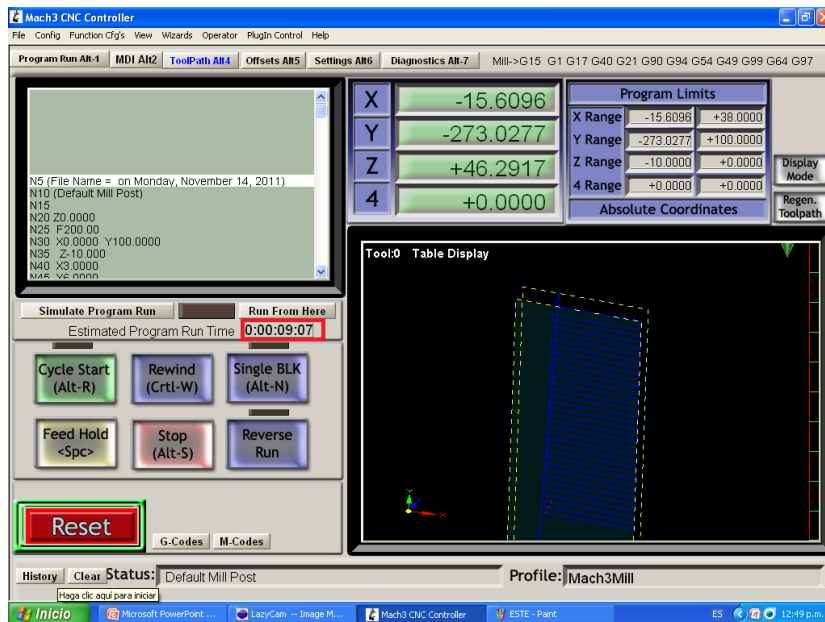 Mach3 CNC Controller
File Config Function Cfg's View Wizards Operator PlugIn Control Help
Program Run Alt-1 MDI Alt2 ToolPath Alt4 Offsets Alt5 Settings Alt6 Diagnostics Alt-7 Mill->G15 G1 G17 G40 G21 G90 G94 G54 G49 G99 G64 G97
N5 (File Name = on Monday, November 14, 2011)
N10 (Default Mill Post)
N15
N20 Z0.0000
N25 F200.00
N30 X0.0000 Y100.0000
N35 Z-10.000
N40 X3.0000
N45 Y6.0000
X -15.6096
Y -273.0277
Z +46.2917
4 +0.0000
Program Limits
X Range -15.6096 +38.0000
Y Range -273.0277 +100.0000
Z Range -10.0000 +0.0000
4 Range +0.0000 +0.0000
Absolute Coordinates
Display Mode
Regen. Toolpath
Tool:0 Table Display
Simulate Program Run Run From Here
Estimated Program Run Time 0:00:09:07
Cycle Start (Alt-R)
Rewind (Crtl-W)
Single BLK (Alt-N)
Feed Hold <Spc>
Stop (Alt-S)
Reverse Run
Reset
G-Codes M-Codes
History Clear Status: Default Mill Post Profile: Mach3Mill
Haga clic aquí para iniciar
Inicio Microsoft PowerPoint ... LazyCam -- Image M... Mach3 CNC Controller ESTE - Paint ES 12:49 p.m.